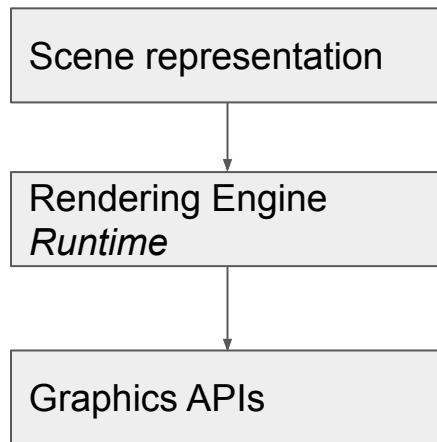 Scene representation
Rendering Engine
Runtime
Graphics APIs